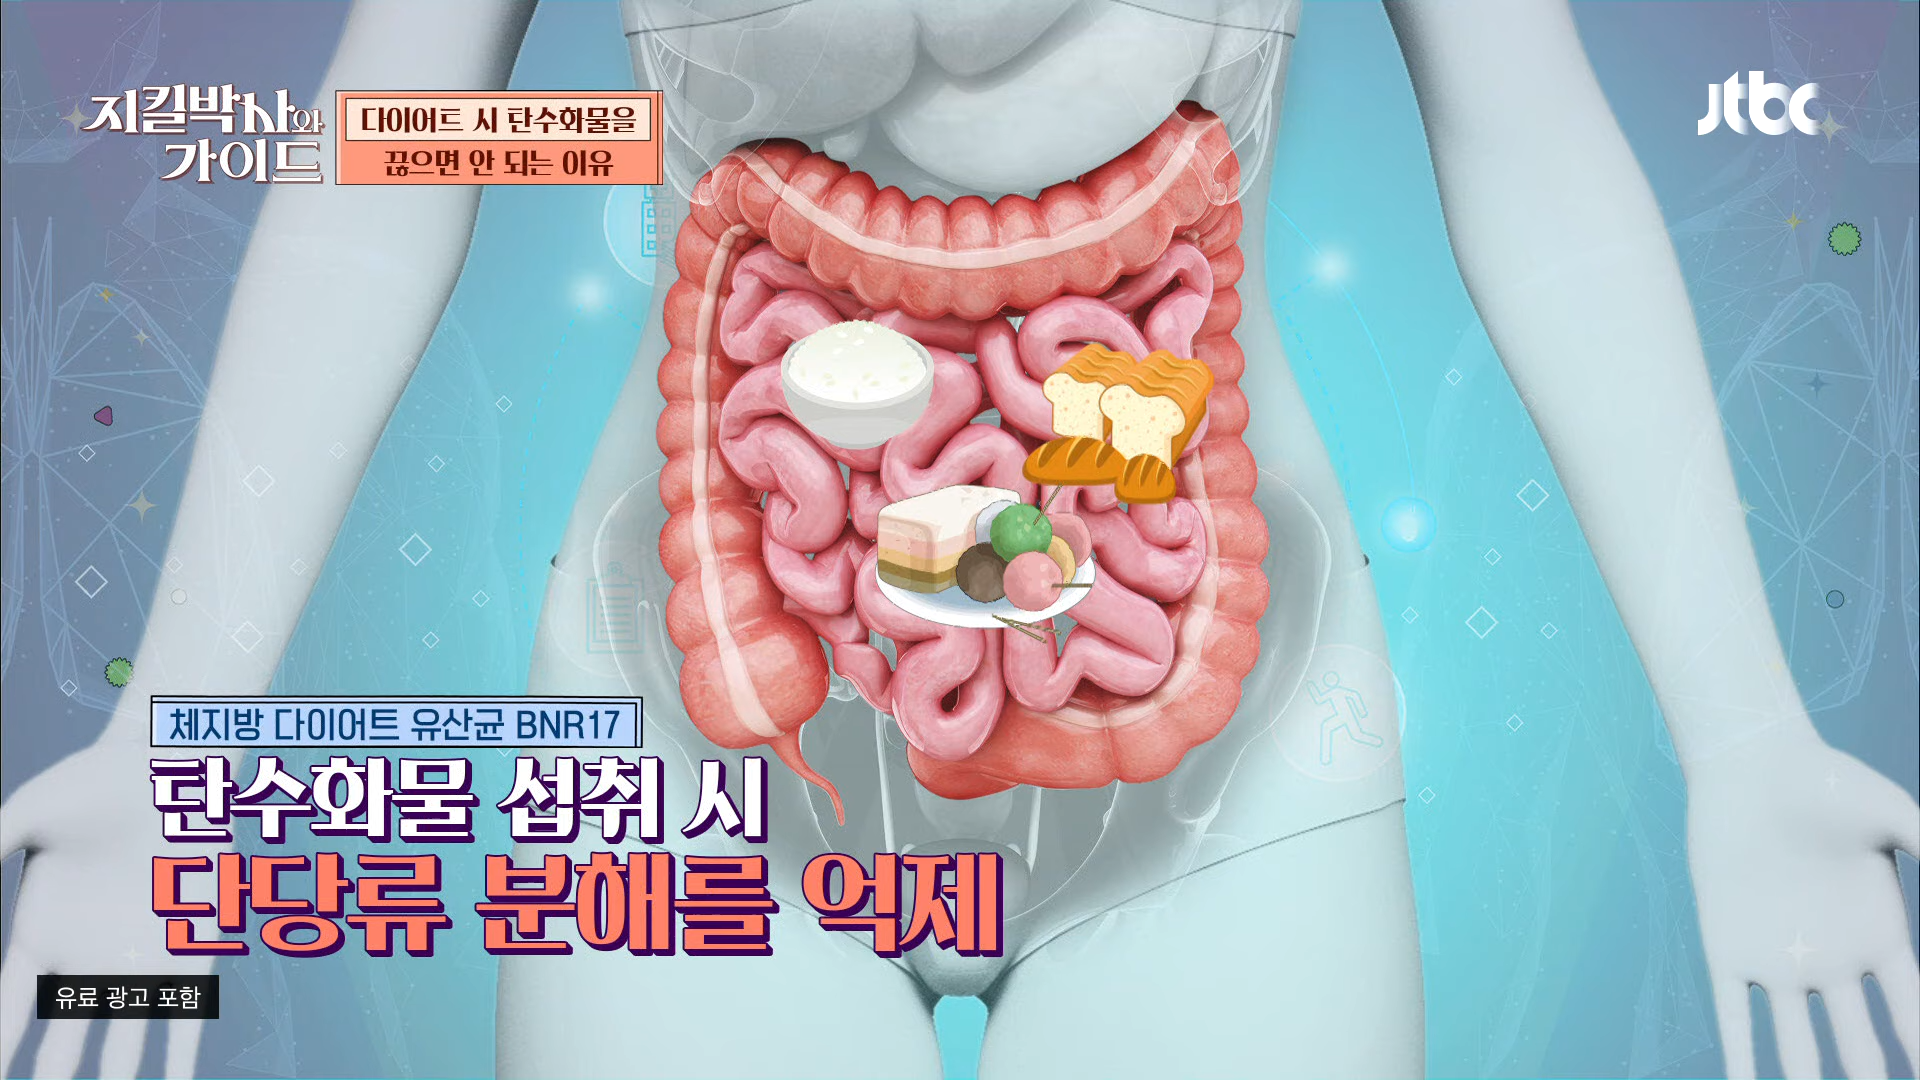 지킬박사와
가이드
다이어트 시 탄수화물을
끊으면 안 되는 이유
jtbc
체지방 다이어트 유산균 BNR17
탄수화물 섭취 시
단당류 분해를 억제
유료 광고 포함